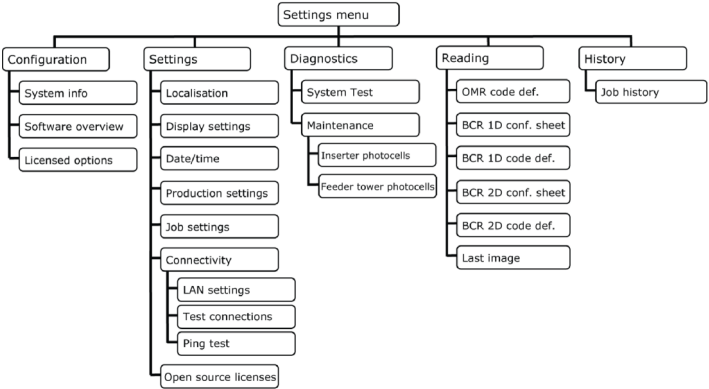 Settings menu
Configuration
System info
Software overview
Licensed options
Settings
Localisation
Display settings
Date/time
Production settings
Job settings
Connectivity
LAN settings
Test connections
Ping test
Open source licenses
Diagnostics
System Test
Maintenance
Inserter photocells
Feeder tower photocells
Reading
OMR code def.
BCR 1D conf. sheet
BCR 1D code def.
BCR 2D conf. sheet
BCR 2D code def.
Last image
History
Job history